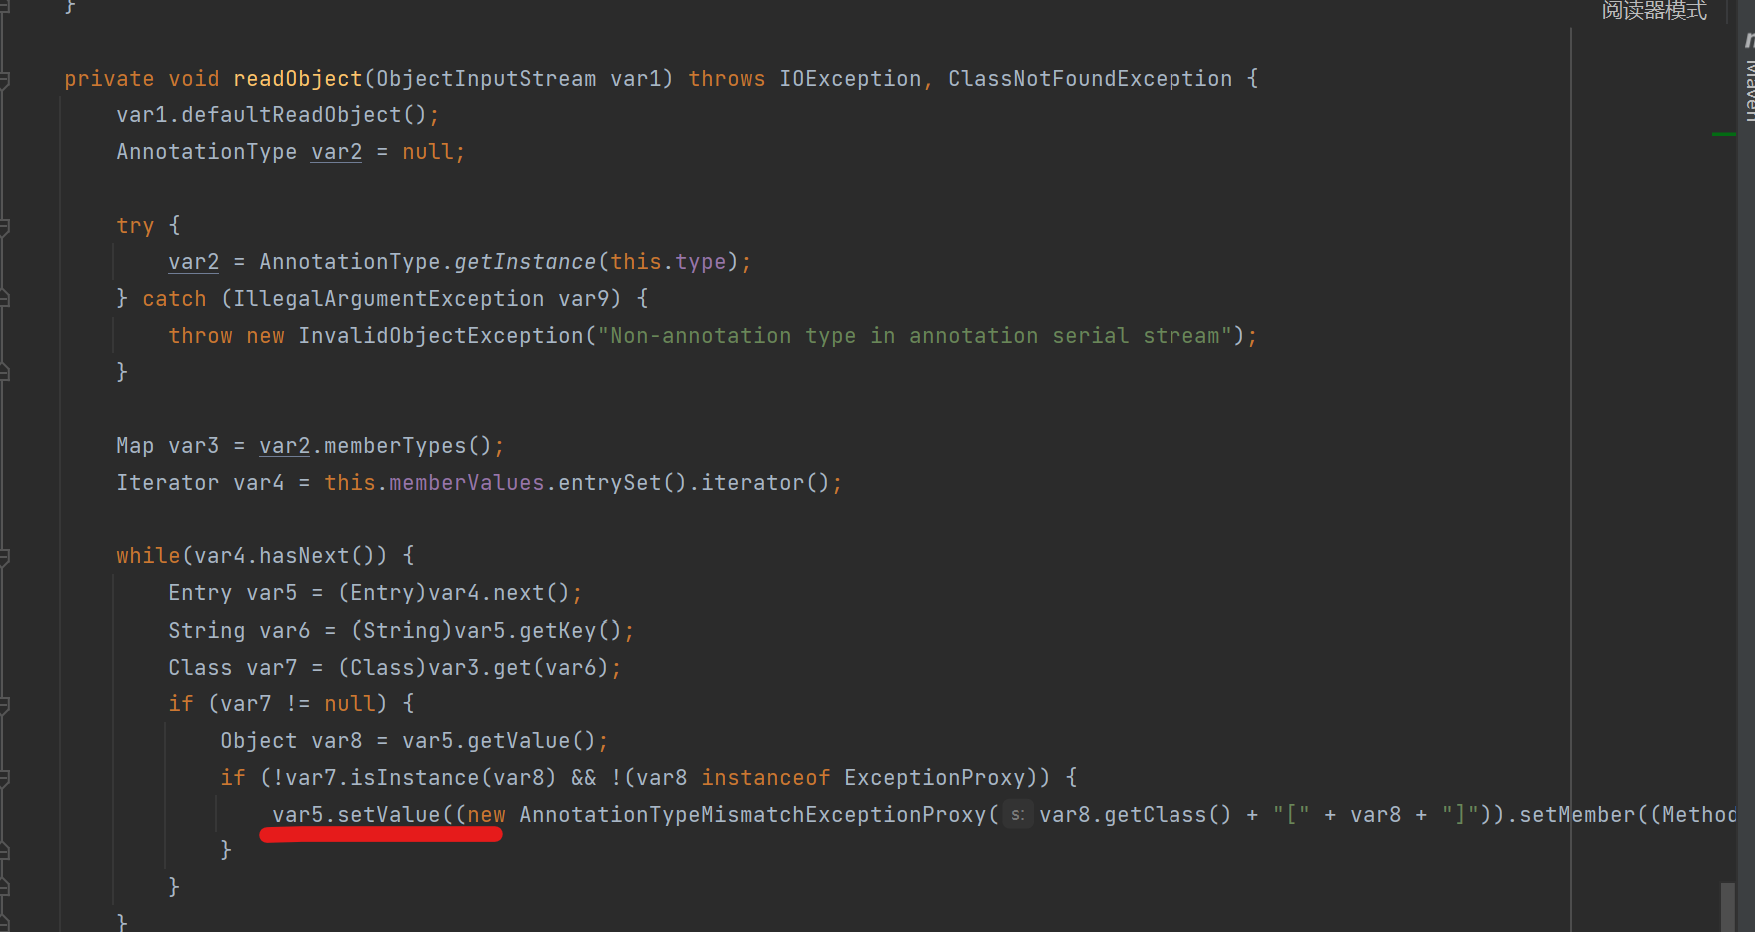 }
阅读器模式
Maven
private void readObject(ObjectInputStream var1) throws IOException, ClassNotFoundException {
var1.defaultReadObject();
AnnotationType var2 = null;
try {
var2 = AnnotationType.getInstance(this.type);
} catch (IllegalArgumentException var9) {
throw new InvalidObjectException("Non-annotation type in annotation serial stream");
}
Map var3 = var2.memberTypes();
Iterator var4 = this.memberValues.entrySet().iterator();
while(var4.hasNext()) {
Entry var5 = (Entry)var4.next();
String var6 = (String)var5.getKey();
Class var7 = (Class)var3.get(var6);
if (var7 != null) {
Object var8 = var5.getValue();
if (!var7.isInstance(var8) && !(var8 instanceof ExceptionProxy)) {
var5.setValue((new AnnotationTypeMismatchExceptionProxy( s: var8.getClass() + "[" + var8 + "]")).setMember((Method
}
}
}